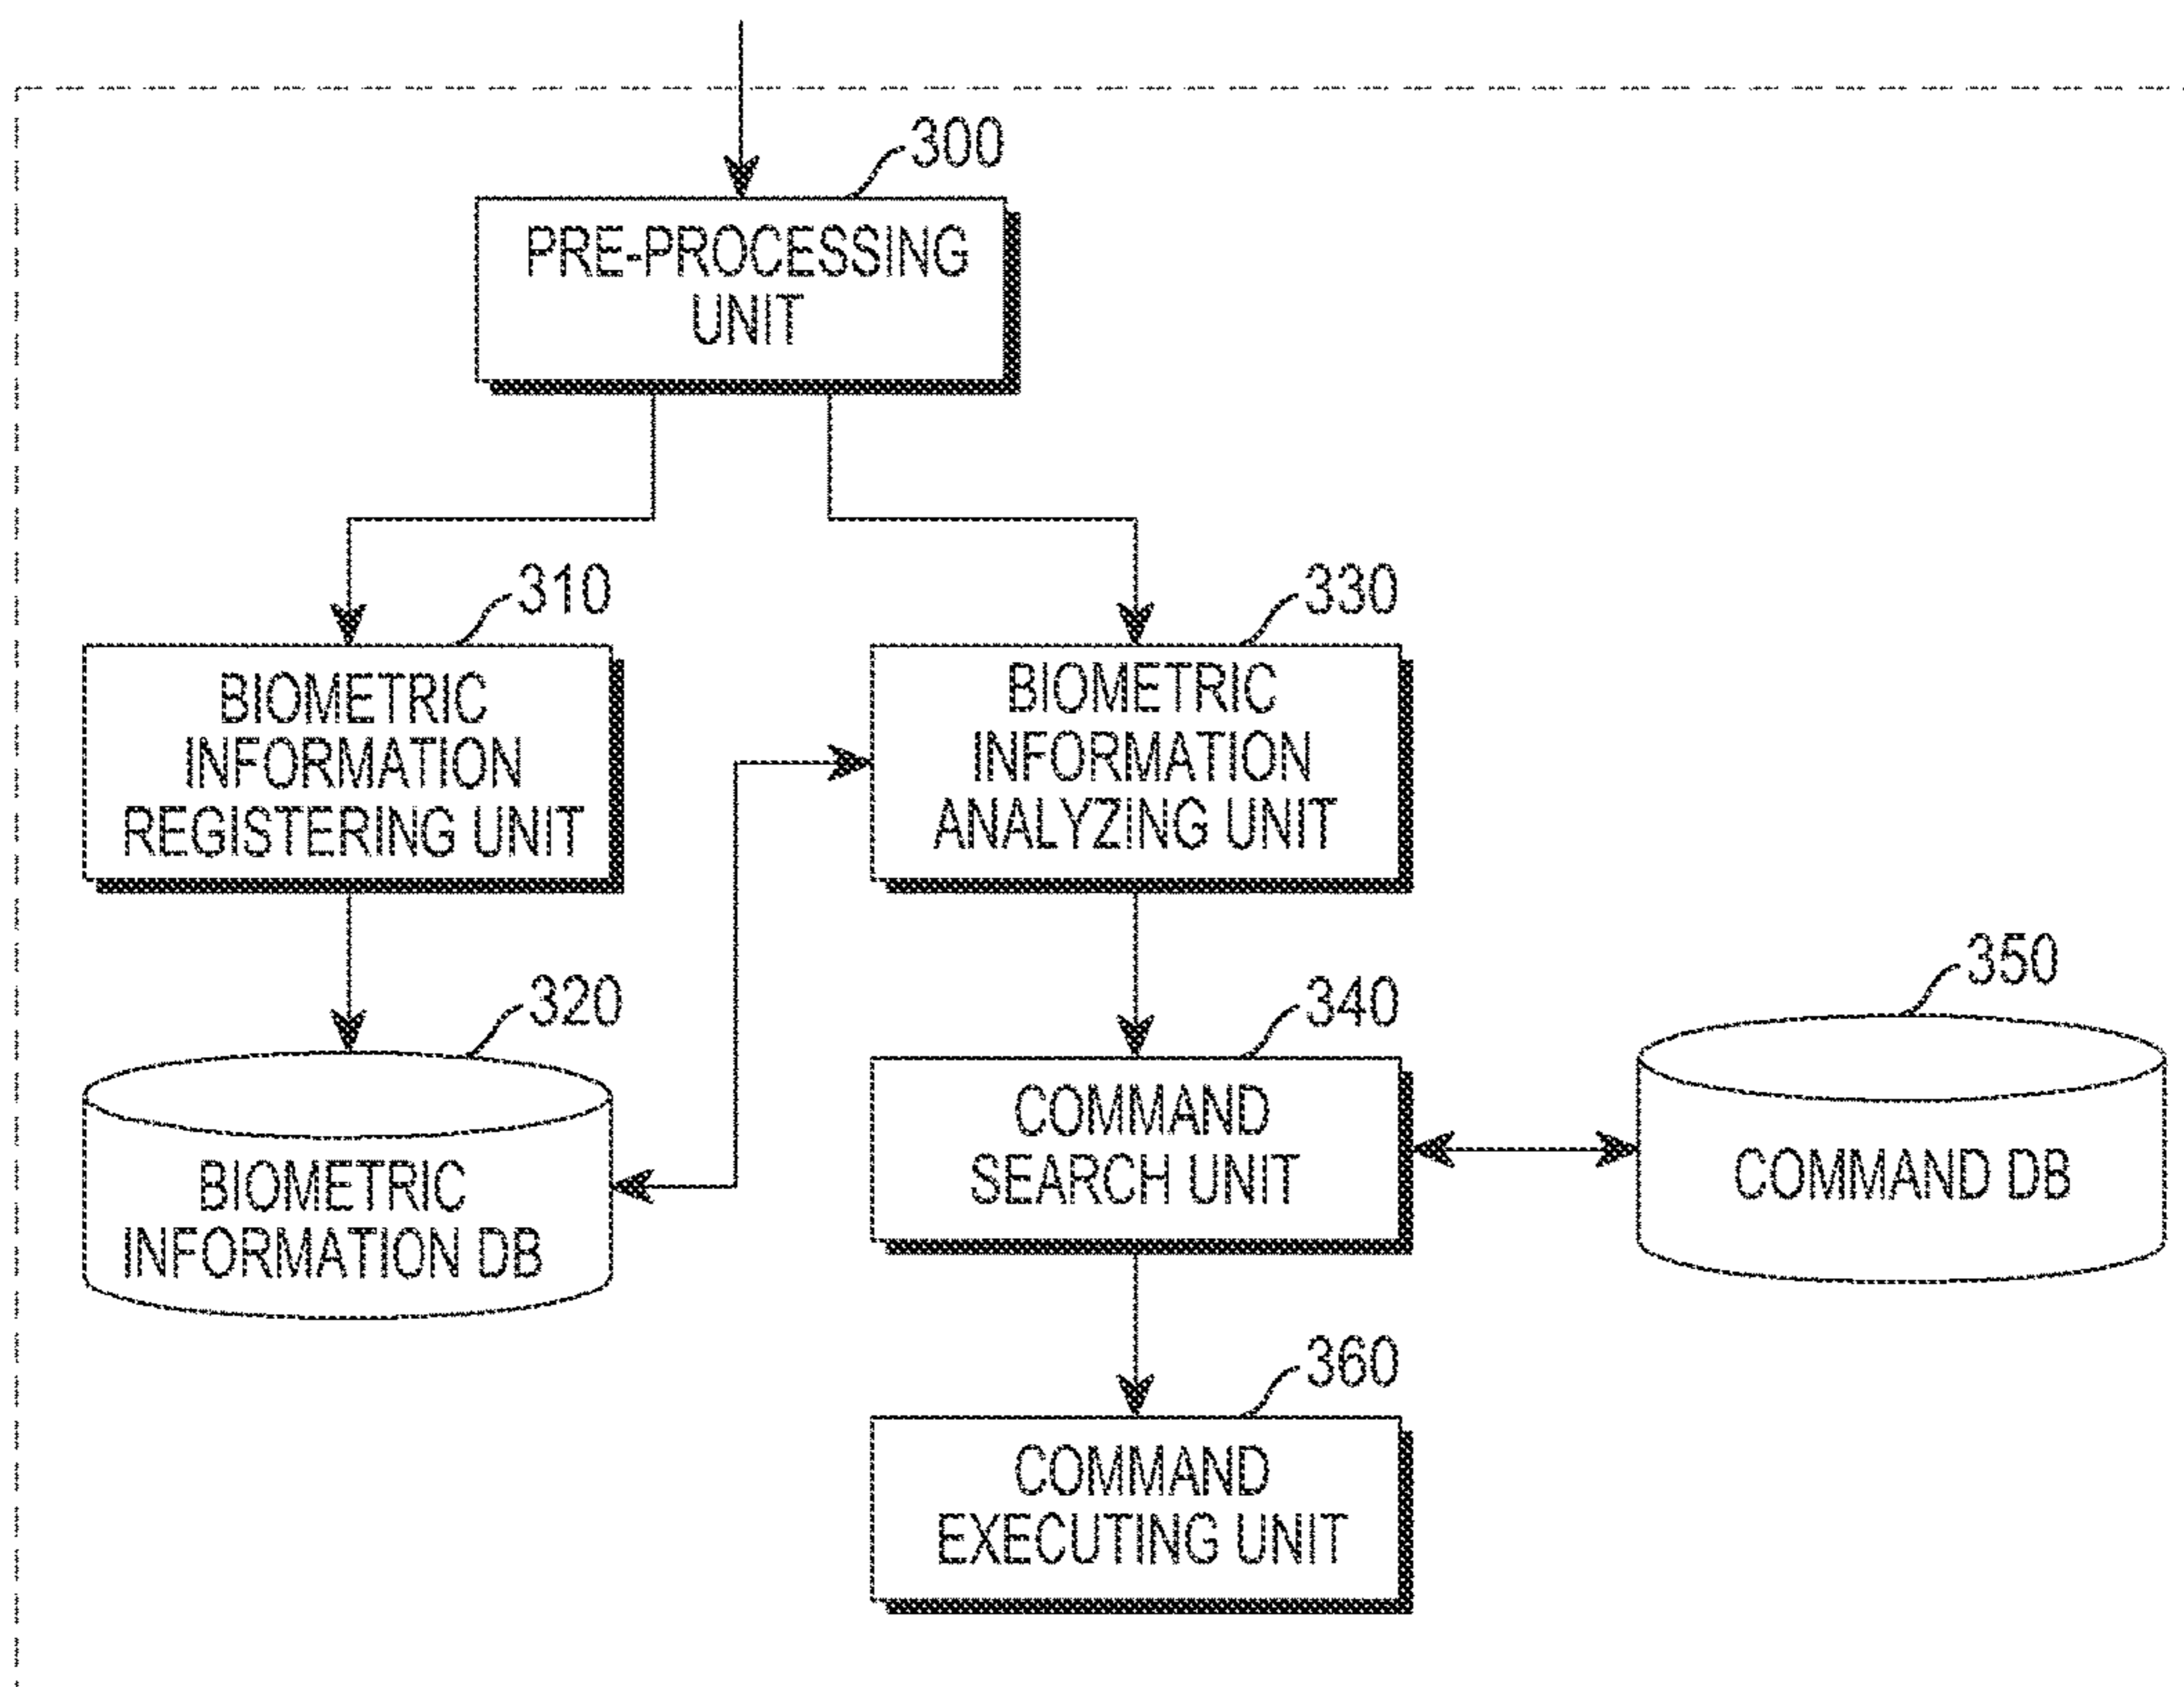 300
PRE-PROCESSING
UNIT
310
BIOMETRIC
INFORMATION
REGISTERING UNIT
330
BIOMETRIC
INFORMATION
ANALYZING UNIT
320
BIOMETRIC
INFORMATION DB
340
COMMAND
SEARCH UNIT
350
COMMAND DB
360
COMMAND
EXECUTING UNIT